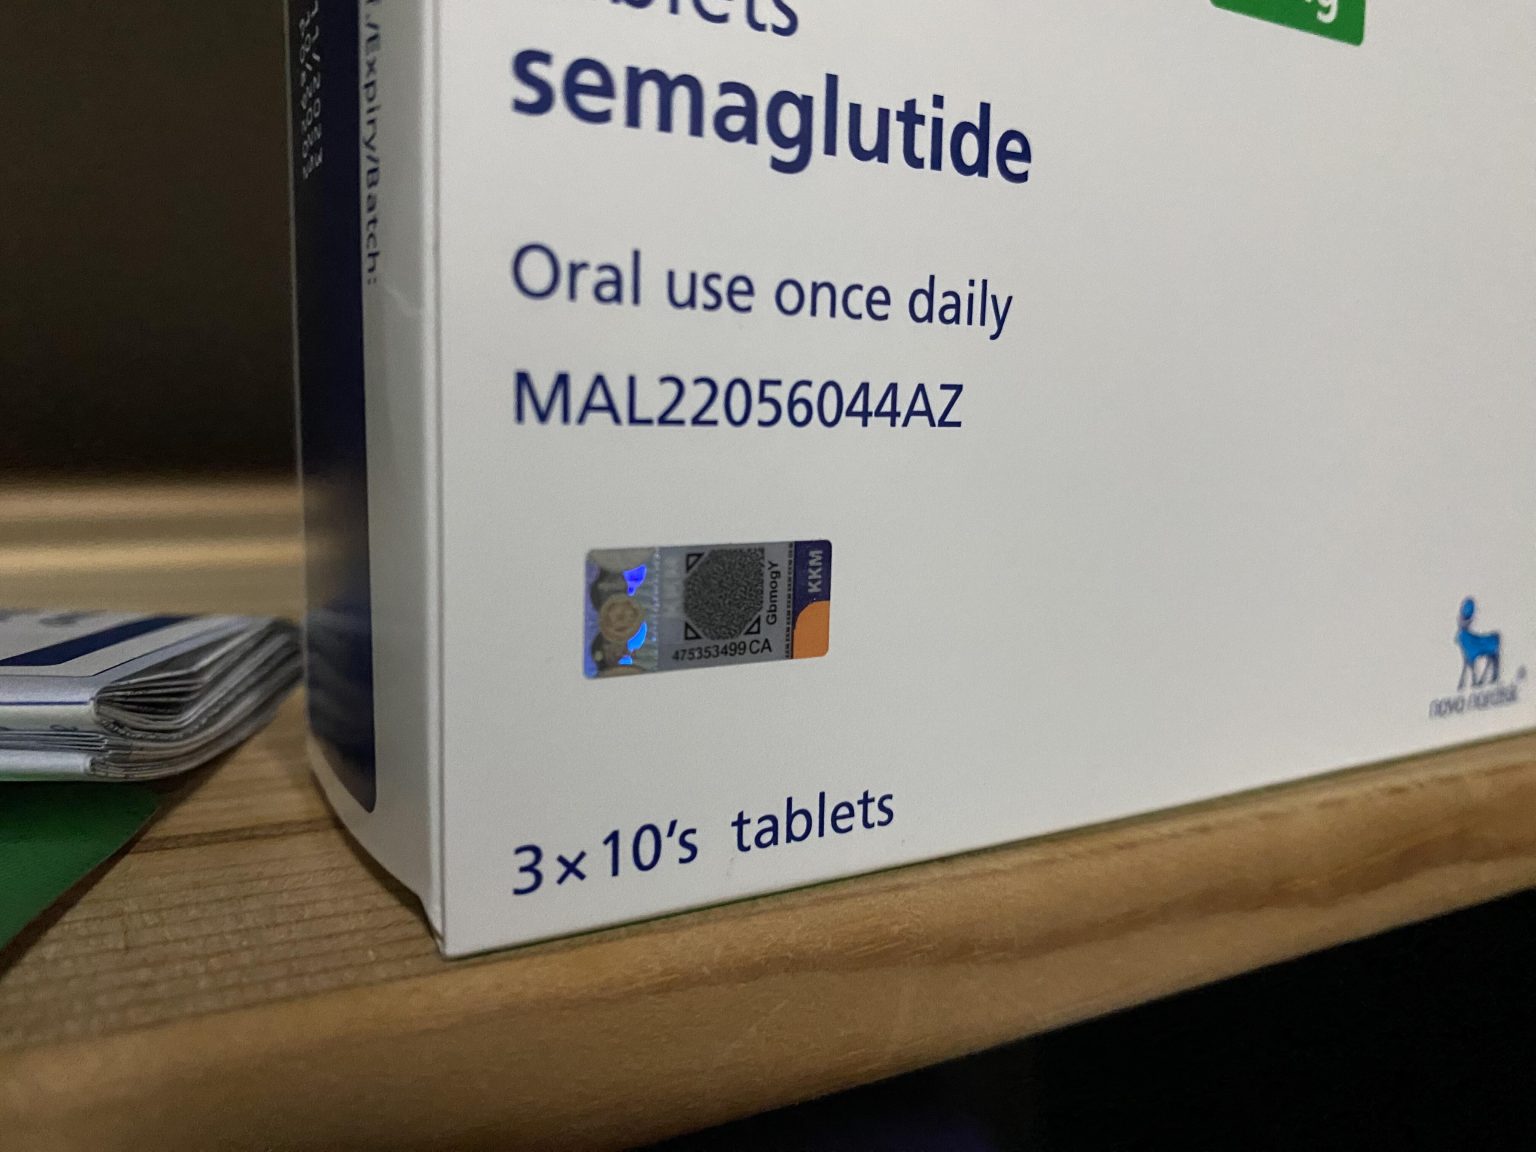 semaglutide
Oral use once daily
MAL22056044AZ
GbmogY
KKM
475353499 CA
3×10's tablets
novo nordisk®
/Expiry/Batch: